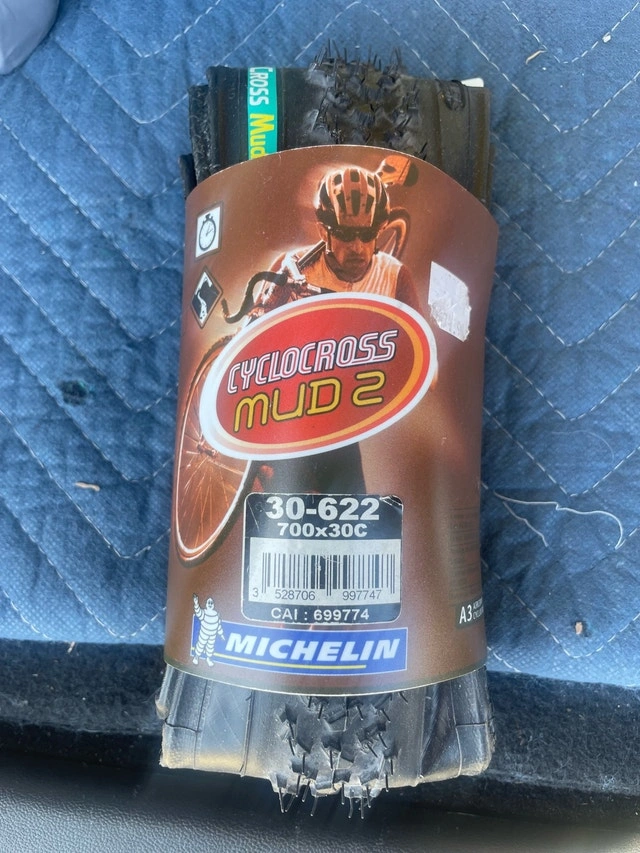 CROSS Mud
CYCLOCROSS
MUD 2
30-622
700x30C
3 528706 997747
CAI : 699774
A3
MICHELIN